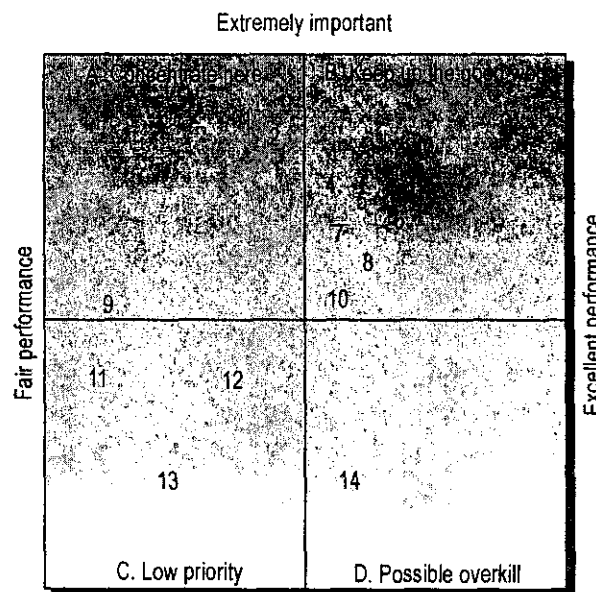 Extremely important
A. Concentrate here
B. Keep up the good work
1
2
3
4
5
6
7
8
9
10
Fair performance
Excellent performance
11
12
13
14
C. Low priority
D. Possible overkill